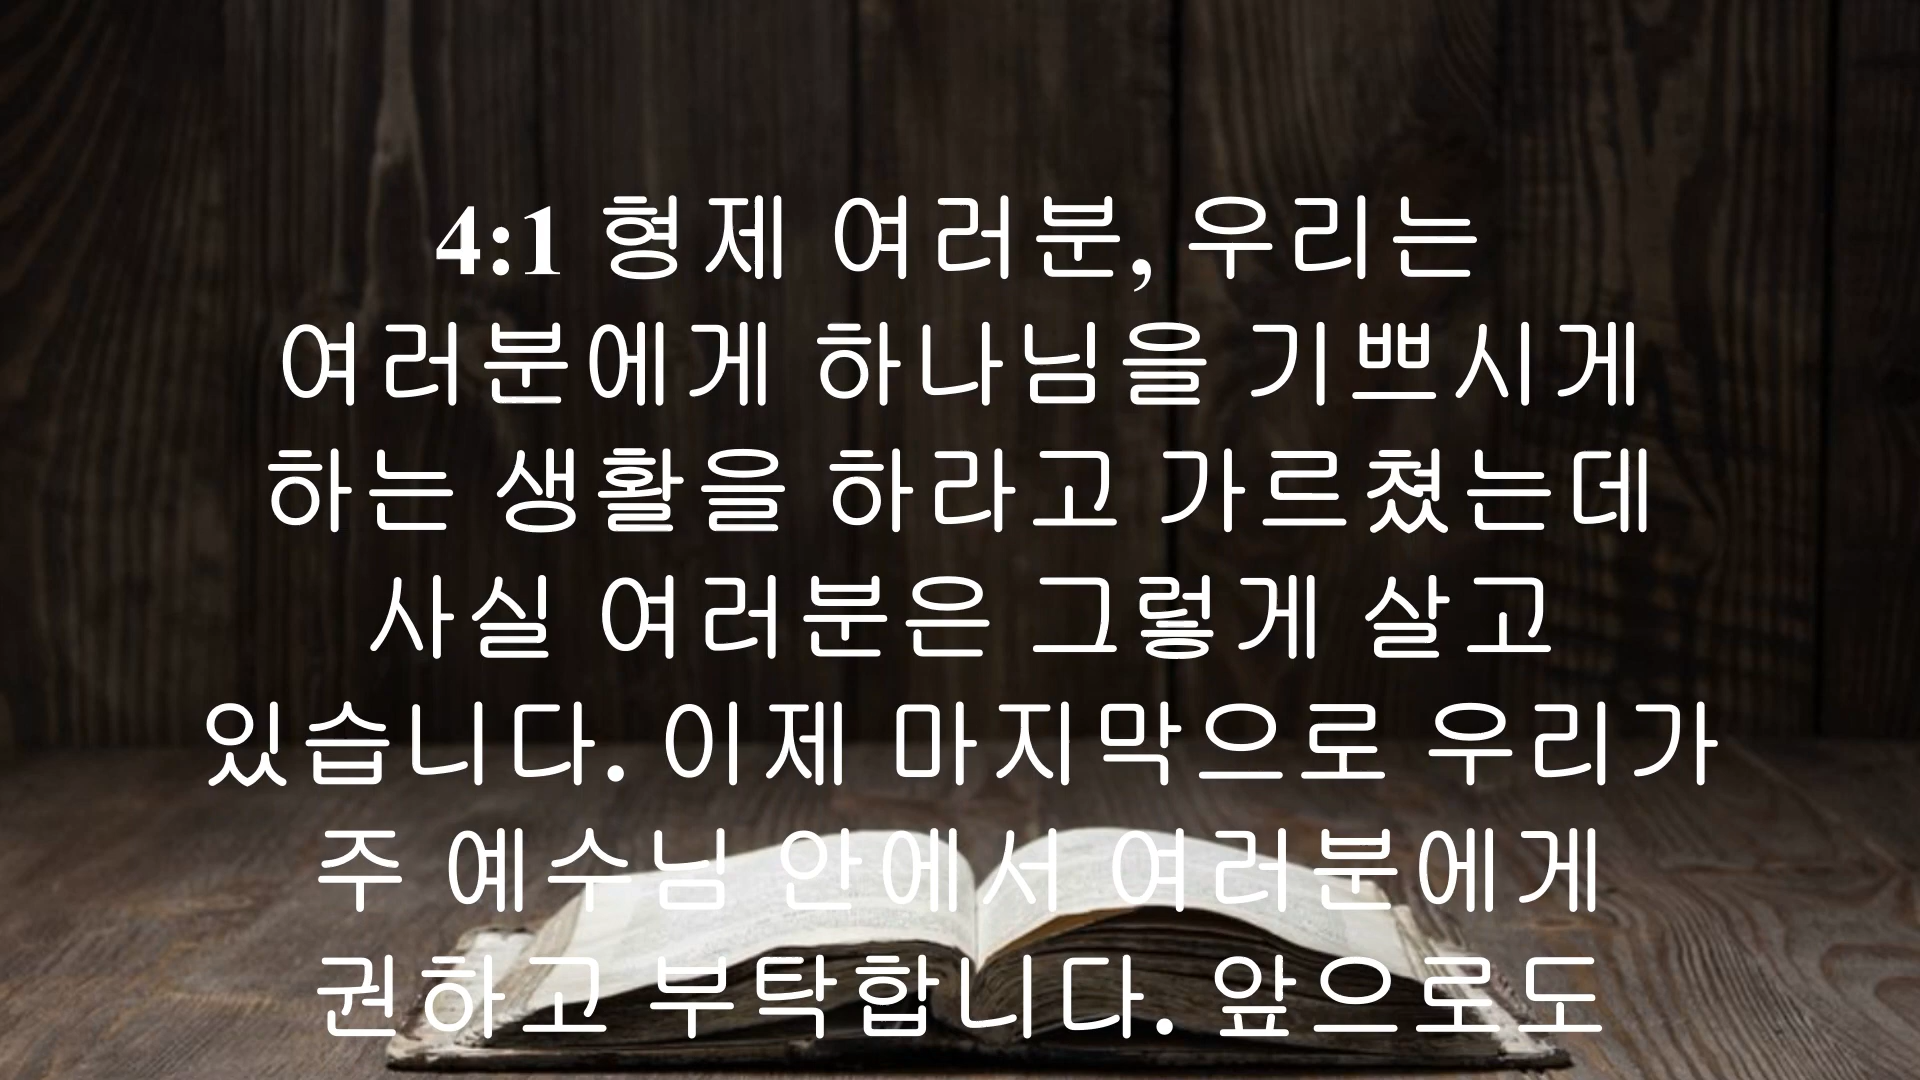 4:1 형제 여러분, 우리는
여러분에게 하나님을 기쁘시게
하는 생활을 하라고 가르쳤는데
사실 여러분은 그렇게 살고
있습니다. 이제 마지막으로 우리가
주 예수님 안에서 여러분에게
권하고 부탁합니다. 앞으로도